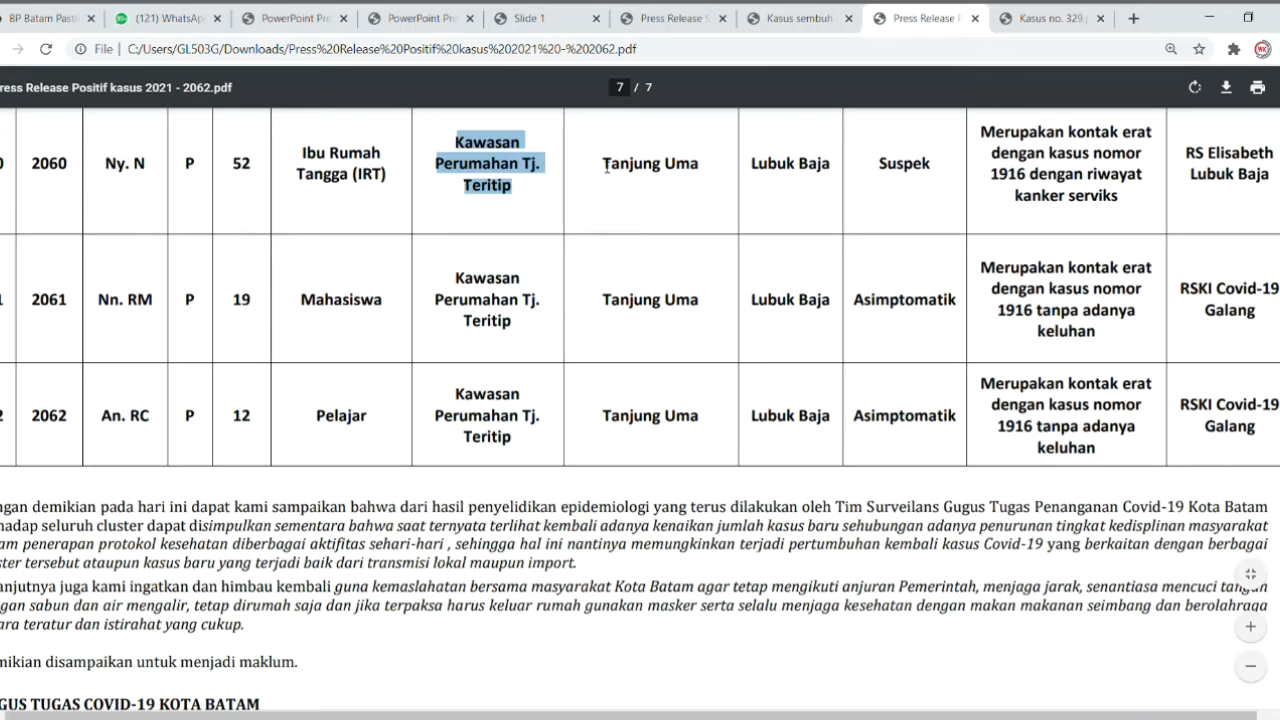 BP Batam Pasti
(121) WhatsAp
PowerPoint Pre
PowerPoint Pre
Slide 1
Press Release S
Kasus sembuh
Press Release P
Kasus no. 329.p
File | C:/Users/GL503G/Downloads/Press%20Release%20Positif%20kasus%202021%20-%202062.pdf
ress Release Positif kasus 2021 - 2062.pdf
7 / 7
0 2060 Ny. N P 52 Ibu Rumah Tangga (IRT) Kawasan Perumahan Tj. Teritip Tanjung Uma Lubuk Baja Suspek Merupakan kontak erat dengan kasus nomor 1916 dengan riwayat kanker serviks RS Elisabeth Lubuk Baja
1 2061 Nn. RM P 19 Mahasiswa Kawasan Perumahan Tj. Teritip Tanjung Uma Lubuk Baja Asimptomatik Merupakan kontak erat dengan kasus nomor 1916 tanpa adanya keluhan RSKI Covid-19 Galang
2 2062 An. RC P 12 Pelajar Kawasan Perumahan Tj. Teritip Tanjung Uma Lubuk Baja Asimptomatik Merupakan kontak erat dengan kasus nomor 1916 tanpa adanya keluhan RSKI Covid-19 Galang
ngan demikian pada hari ini dapat kami sampaikan bahwa dari hasil penyelidikan epidemiologi yang terus dilakukan oleh Tim Surveilans Gugus Tugas Penanganan Covid-19 Kota Batam
hadap seluruh cluster dapat disimpulkan sementara bahwa saat ternyata terlihat kembali adanya kenaikan jumlah kasus baru sehubungan adanya penurunan tingkat kedisplinan masyarakat
am penerapan protokol kesehatan diberbagai aktifitas sehari-hari , sehingga hal ini nantinya memungkinkan terjadi pertumbuhan kembali kasus Covid-19 yang berkaitan dengan berbagai
ster tersebut ataupun kasus baru yang terjadi baik dari transmisi lokal maupun import.
anjutnya juga kami ingatkan dan himbau kembali guna kemaslahatan bersama masyarakat Kota Batam agar tetap mengikuti anjuran Pemerintah, menjaga jarak, senantiasa mencuci tangan
ngan sabun dan air mengalir, tetap dirumah saja dan jika terpaksa harus keluar rumah gunakan masker serta selalu menjaga kesehatan dengan makan makanan seimbang dan berolahraga
ara teratur dan istirahat yang cukup.
mikian disampaikan untuk menjadi maklum.
GUS TUGAS COVID-19 KOTA BATAM